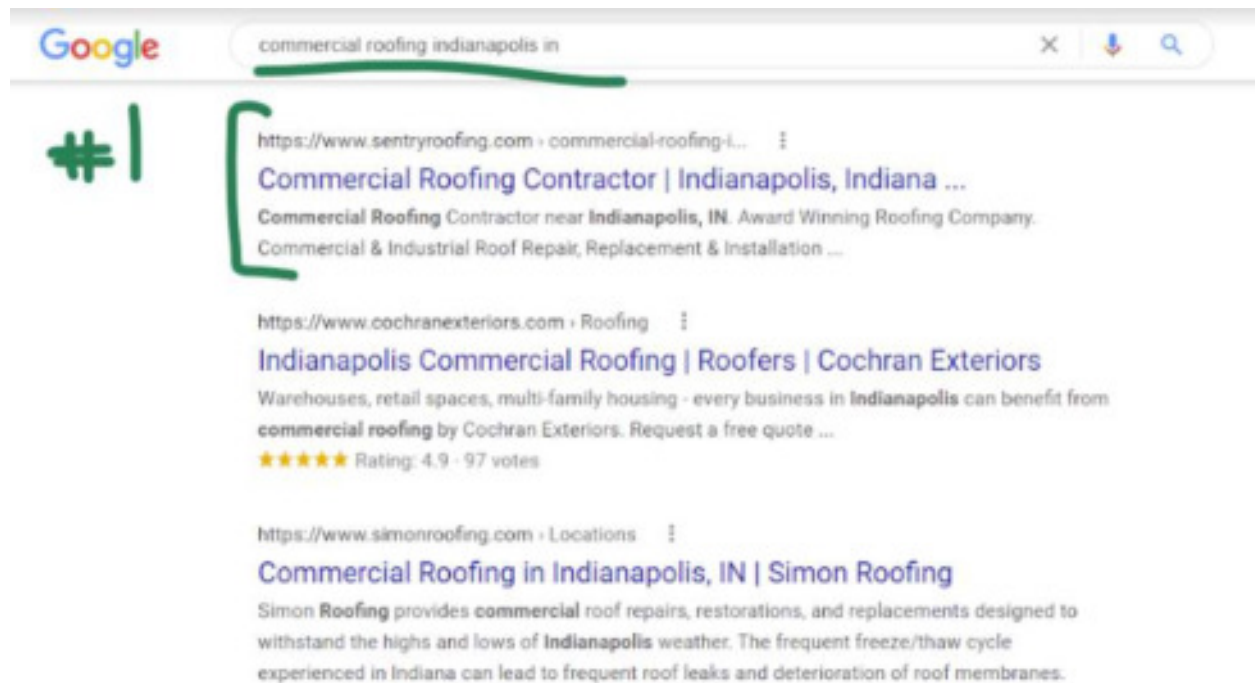 Google
commercial roofing indianapolis in
#1
https://www.sentryroofing.com › commercial-roofing-i...
Commercial Roofing Contractor | Indianapolis, Indiana ...
Commercial Roofing Contractor near Indianapolis, IN. Award Winning Roofing Company.
Commercial & Industrial Roof Repair, Replacement & Installation ...
https://www.cochranexteriors.com › Roofing
Indianapolis Commercial Roofing | Roofers | Cochran Exteriors
Warehouses, retail spaces, multi-family housing - every business in Indianapolis can benefit from
commercial roofing by Cochran Exteriors. Request a free quote ...
Rating: 4.9 · 97 votes
https://www.simonroofing.com › Locations
Commercial Roofing in Indianapolis, IN | Simon Roofing
Simon Roofing provides commercial roof repairs, restorations, and replacements designed to
withstand the highs and lows of Indianapolis weather. The frequent freeze/thaw cycle
experienced in Indiana can lead to frequent roof leaks and deterioration of roof membranes.